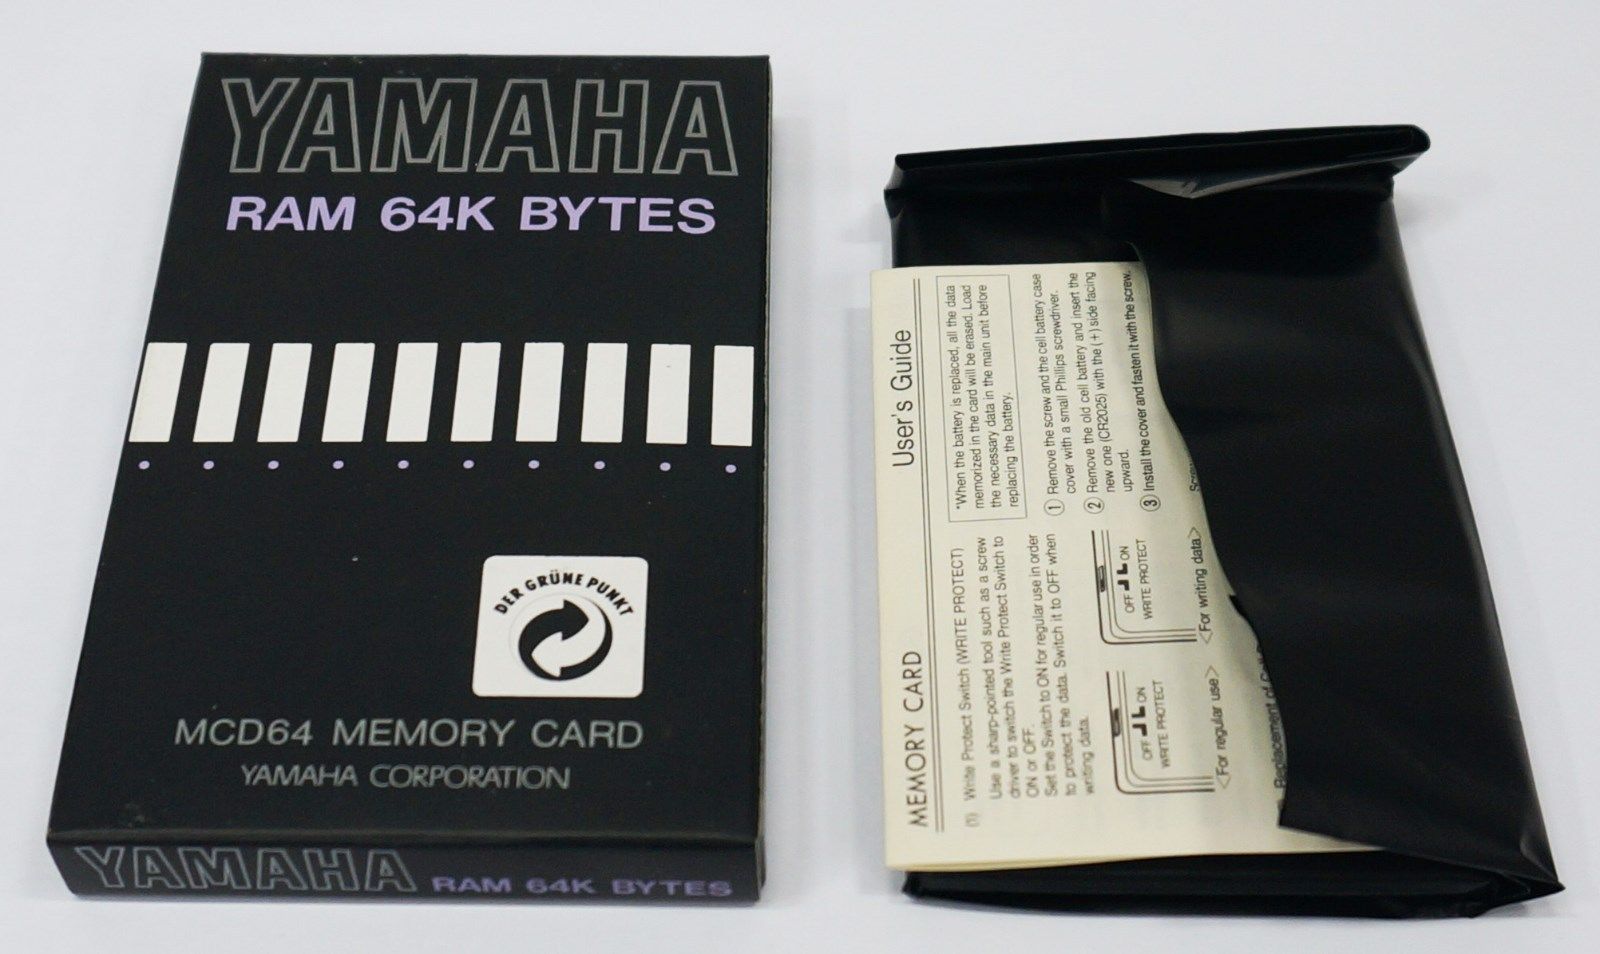 YAMAHA
RAM 64K BYTES
DER GRÜNE PUNKT
MCD64 MEMORY CARD
YAMAHA CORPORATION
YAMAHA RAM 64K BYTES
MEMORY CARD User's Guide
(1) Write Protect Switch (WRITE PROTECT)
Use a sharp-pointed tool such as a screw
driver to switch the Write Protect Switch to
ON or OFF.
Set the Switch to ON for regular use in order
to protect the data. Switch it to OFF when
writing data.
OFF ON
WRITE PROTECT
<For regular use>
OFF ON
WRITE PROTECT
<For writing data>
Replacement of
*When the battery is replaced, all the data
memorized in the card will be erased. Load
the necessary data in the main unit before
replacing the battery.
① Remove the screw and the cell battery case
cover with a small Phillips screwdriver.
② Remove the old cell battery and insert the
new one (CR2025) with the (+) side facing
upward.
③ Install the cover and fasten it with the screw.